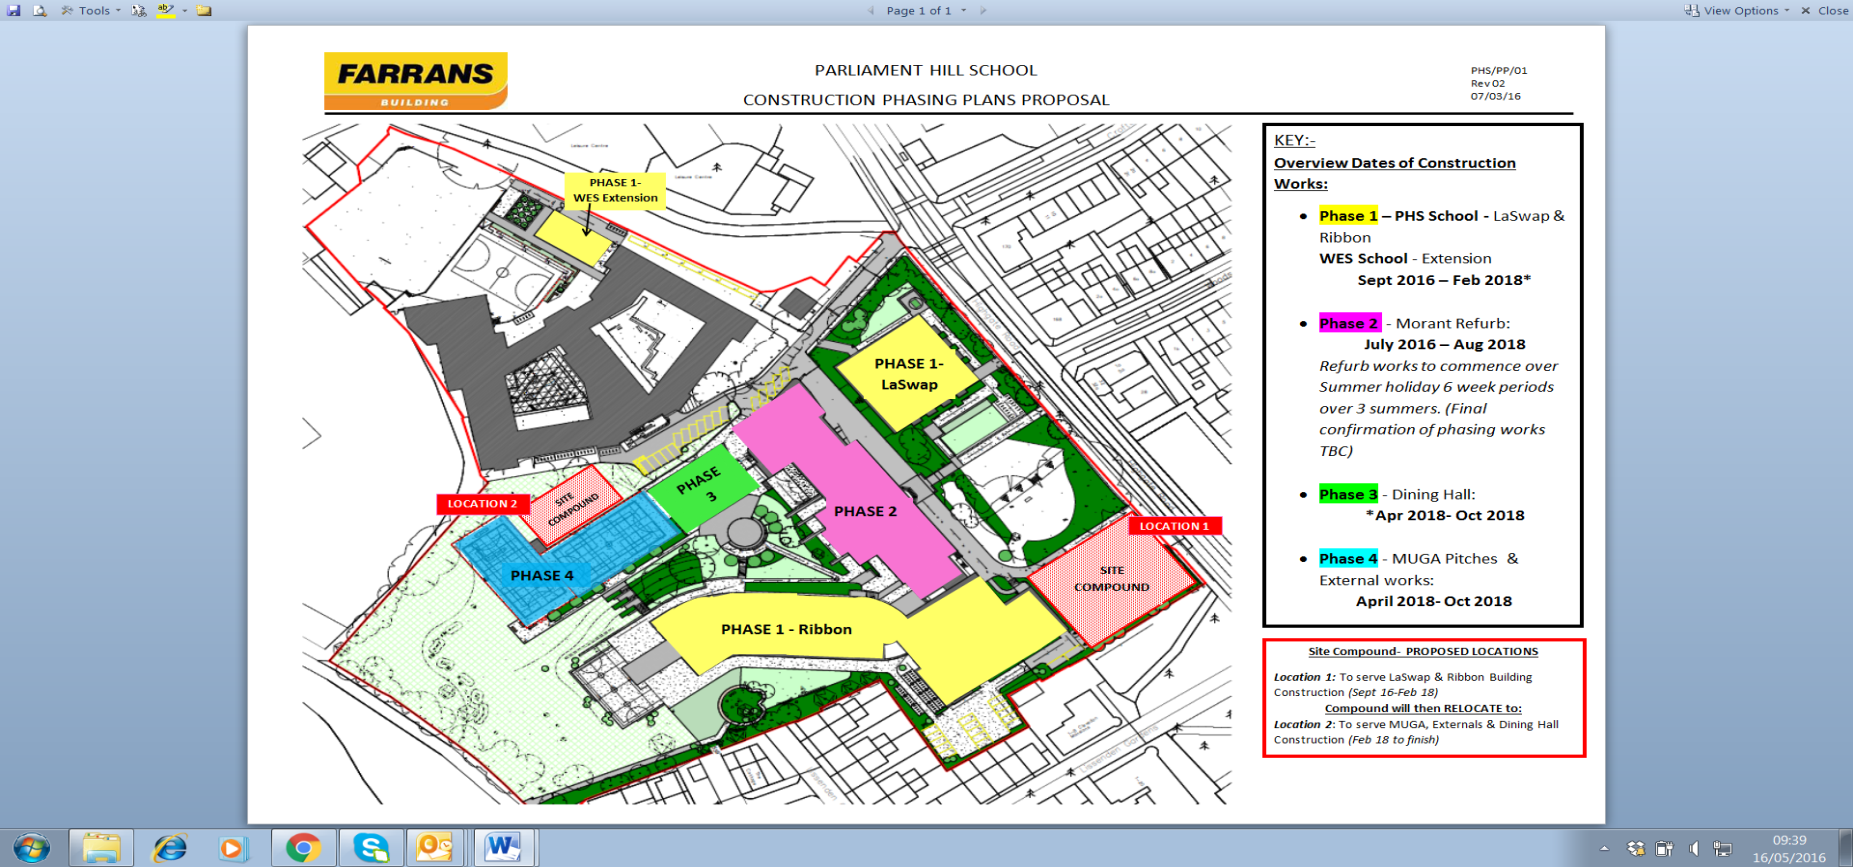 Tools
Page 1 of 1
View Options
Close
FARRANS
BUILDING
PARLIAMENT HILL SCHOOL
CONSTRUCTION PHASING PLANS PROPOSAL
PHS/PP/01
Rev 02
07/03/16
Leisure Centre
Leisure Centre
PHASE 1-
WES Extension
PHASE 1-
LaSwap
PHASE
3
PHASE 2
LOCATION 2
SITE
COMPOUND
LOCATION 1
SITE
COMPOUND
PHASE 4
PHASE 1 - Ribbon
Lissenden Gardens
Lissenden
KEY:-
Overview Dates of Construction
Works:
• Phase 1 – PHS School - LaSwap &
Ribbon
WES School - Extension
Sept 2016 – Feb 2018*
• Phase 2 - Morant Refurb:
July 2016 – Aug 2018
Refurb works to commence over
Summer holiday 6 week periods
over 3 summers. (Final
confirmation of phasing works
TBC)
• Phase 3 - Dining Hall:
*Apr 2018- Oct 2018
• Phase 4 - MUGA Pitches &
External works:
April 2018- Oct 2018
Site Compound- PROPOSED LOCATIONS
Location 1: To serve LaSwap & Ribbon Building
Construction (Sept 16-Feb 18)
Compound will then RELOCATE to:
Location 2: To serve MUGA, Externals & Dining Hall
Construction (Feb 18 to finish)
09:39
16/05/2016